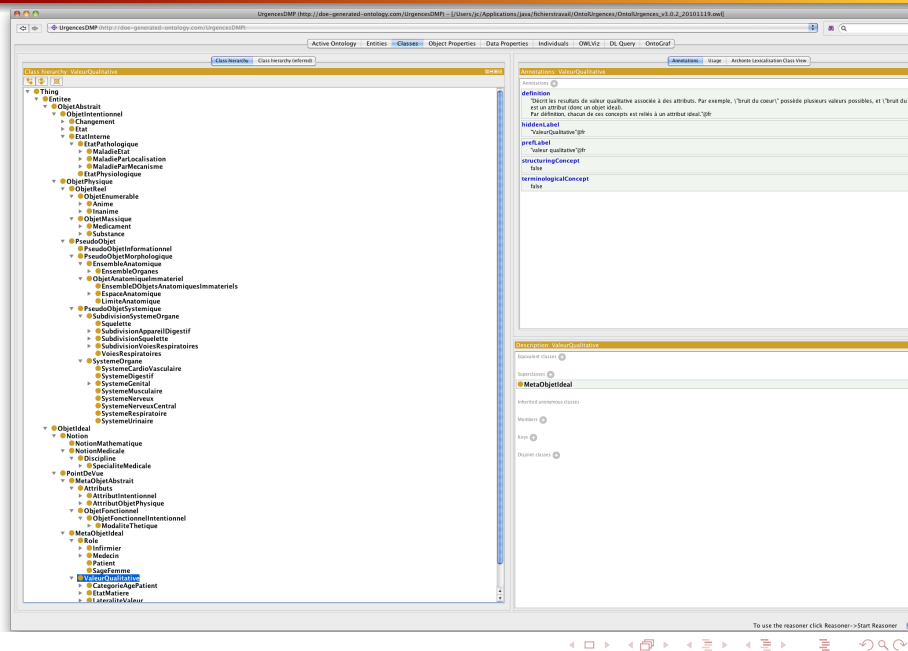 UrgencesDMP (http://doe-generated-ontology.com/UrgencesDMP) – [/Users/jc/Applications/java/fichierstravail/OntolUrgences/OntolUrgences_v3.0.2_20101119.owl]
UrgencesDMP (http://doe-generated-ontology.com/UrgencesDMP)
Active Ontology Entities Classes Object Properties Data Properties Individuals OWLViz DL Query OntoGraf
Class hierarchy Class hierarchy (inferred)
Class hierarchy: ValeurQualitative
Thing
Entitee
ObjetAbstrait
ObjetIntentionnel
Changement
Etat
EtatInterne
EtatPathologique
MaladieEtat
MaladieParLocalisation
MaladieParMecanisme
EtatPhysiologique
ObjetPhysique
ObjetReel
ObjetEnumerable
Anime
Inanime
ObjetMassique
Medicament
Substance
PseudoObjet
PseudoObjetInformationnel
PseudoObjetMorphologique
EnsembleAnatomique
EnsembleOrganes
ObjetAnatomiqueImmateriel
EnsembleDObjetsAnatomiquesImmateriels
EspaceAnatomique
LimiteAnatomique
PseudoObjetSystemique
SubdivisionSystemeOrgane
Squelette
SubdivisionAppareilDigestif
SubdivisionSquelette
SubdivisionVoiesRespiratoires
VoiesRespiratoires
SystemeOrgane
SystemeCardioVasculaire
SystemeDigestif
SystemeGenital
SystemeMusculaire
SystemeNerveux
SystemeNerveuxCentral
SystemeRespiratoire
SystemeUrinaire
ObjetIdeal
Notion
NotionMathematique
NotionMedicale
Discipline
SpecialiteMedicale
PointDeVue
MetaObjetAbstrait
Attributs
AttributIntentionnel
AttributObjetPhysique
ObjetFonctionnel
ObjetFonctionnelIntentionnel
ModaliteThetique
MetaObjetIdeal
Role
Infirmier
Medecin
Patient
SageFemme
ValeurQualitative
CategorieAgePatient
EtatMatiere
LateraliteValeur
Annotations Usage Archonte Lexicalisation Class View
Annotations: ValeurQualitative
Annotations
definition
"Décrit les resultats de valeur qualitative associée à des attributs. Par exemple, \"bruit du coeur\" possède plusieurs valeurs possibles, et \"bruit du
est un attribut (donc un objet ideal).
Par définition, chacun de ces concepts est reliés à un attribut ideal."@fr
hiddenLabel
"ValeurQualitative"@fr
prefLabel
"valeur qualitative"@fr
structuringConcept
false
terminologicalConcept
false
Description: ValeurQualitative
Equivalent classes
Superclasses
MetaObjetIdeal
Inherited anonymous classes
Members
Keys
Disjoint classes
To use the reasoner click Reasoner->Start Reasoner